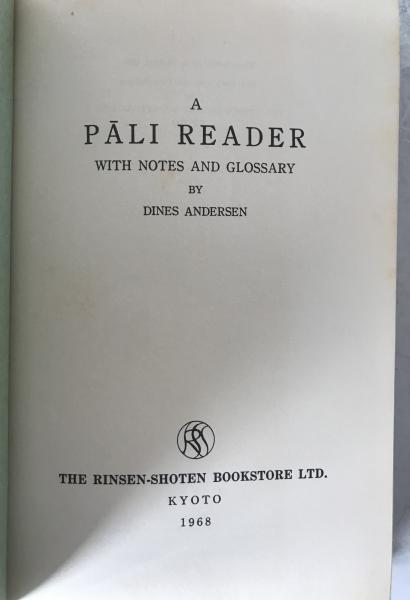 A
PĀLI READER
WITH NOTES AND GLOSSARY
BY
DINES ANDERSEN
THE RINSEN-SHOTEN BOOKSTORE LTD.
KYOTO
1968